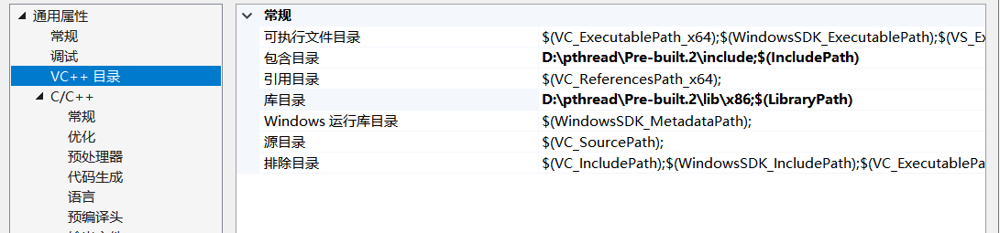 通用属性
常规
调试
VC++ 目录
C/C++
常规
优化
预处理器
代码生成
语言
预编译头
常规
可执行文件目录 $(VC_ExecutablePath_x64);$(WindowsSDK_ExecutablePath);$(VS_Ex
包含目录 D:\pthread\Pre-built.2\include;$(IncludePath)
引用目录 $(VC_ReferencesPath_x64);
库目录 D:\pthread\Pre-built.2\lib\x86;$(LibraryPath)
Windows 运行库目录 $(WindowsSDK_MetadataPath);
源目录 $(VC_SourcePath);
排除目录 $(VC_IncludePath);$(WindowsSDK_IncludePath);$(VC_ExecutablePa